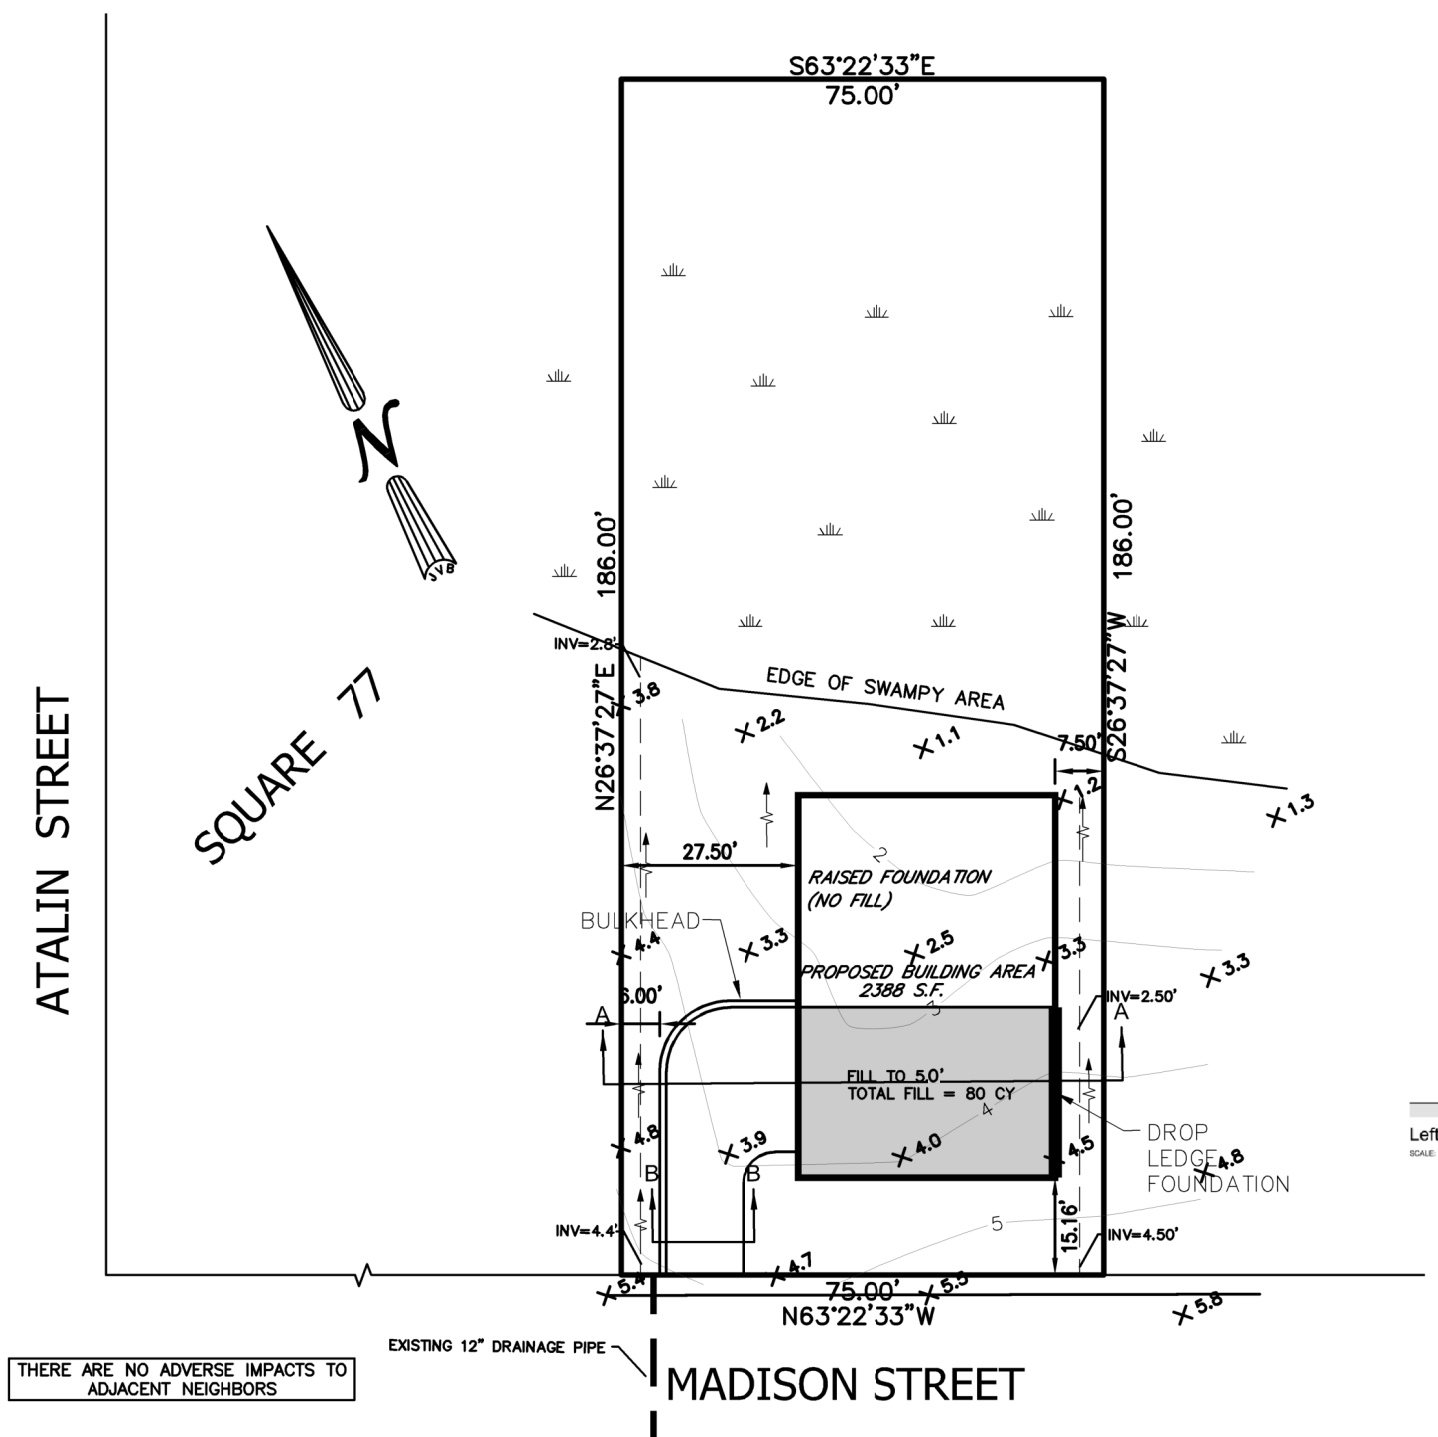 S63°22'33"E
75.00'
N
JVB
186.00'
186.00'
INV=2.8'
N26°37'27"E
S26°37'27"W
EDGE OF SWAMPY AREA
3.8
2.2
1.1
7.50'
1.2
1.3
SQUARE 77
ATALIN STREET
27.50'
2
RAISED FOUNDATION
(NO FILL)
BULKHEAD
4.4
3.3
2.5
3.3
3.3
PROPOSED BUILDING AREA
2388 S.F.
6.00'
INV=2.50'
3
A
A
FILL TO 5.0'
TOTAL FILL = 80 CY
4
DROP
LEDGE
FOUNDATION
4.8
3.9
4.0
4.5
4.8
B
B
Left
SCALE:
5
15.16'
INV=4.4'
INV=4.50'
4.7
5.4
75.00'
5.5
5.8
N63°22'33"W
EXISTING 12" DRAINAGE PIPE
MADISON STREET
THERE ARE NO ADVERSE IMPACTS TO
ADJACENT NEIGHBORS